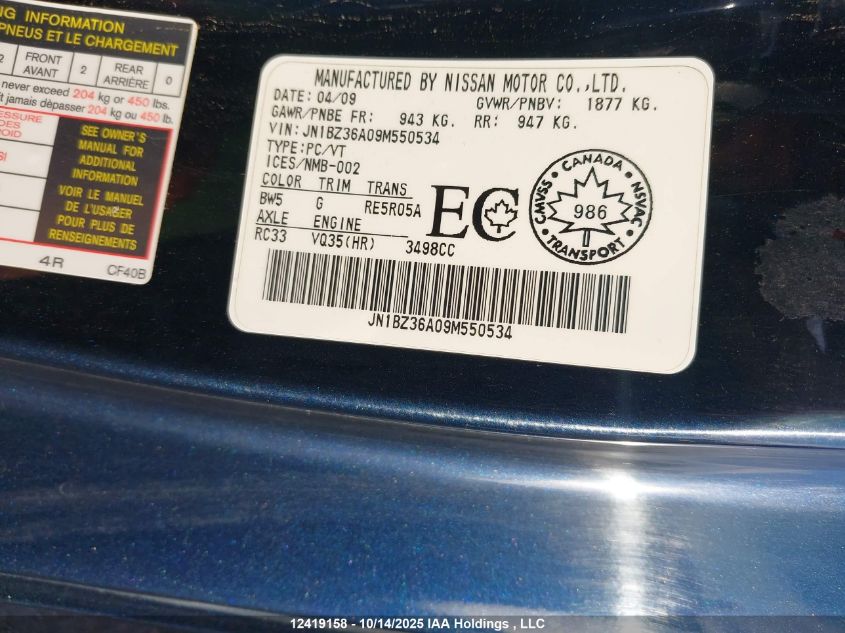 NG INFORMATION
PNEUS ET LE CHARGEMENT
2 FRONT AVANT 2 REAR ARRIÈRE 0
never exceed 204 kg or 450 lbs.
it jamais dépasser 204 kg ou 450 lb.
SEE OWNER'S
MANUAL FOR
ADDITIONAL
INFORMATION
VOIR LE MANUEL
DE L'USAGER
POUR PLUS DE
RENSEIGNEMENTS
4R CF40B
MANUFACTURED BY NISSAN MOTOR CO.,LTD.
DATE: 04/09 GVWR/PNBV: 1877 KG.
GAWR/PNBE FR: 943 KG. RR: 947 KG.
VIN: JN1BZ36A09M550534
TYPE:PC/VT
ICES/NMB-002
COLOR TRIM TRANS
BW5 G RE5R05A
AXLE ENGINE
RC33 VQ35(HR) 3498CC
EC
CANADA
CMVSS 986 NSVAC
TRANSPORT
JN1BZ36A09M550534
12419158 - 10/14/2025 IAA Holdings , LLC